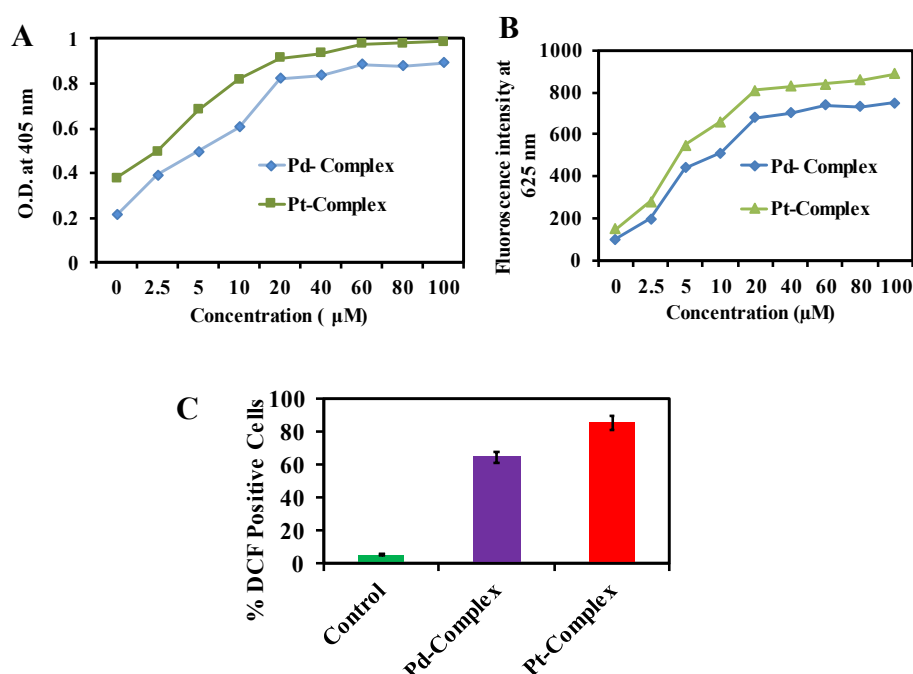 A
O.D. at 405 nm
1
0.8
0.6
0.4
0.2
0
0 2.5 5 10 20 40 60 80 100
Concentration ( µM)
Pd- Complex
Pt-Complex
B
Fluoroscence intensity at
625 nm
1000
800
600
400
200
0
0 2.5 5 10 20 40 60 80 100
Concentration (µM)
Pd- Complex
Pt-Complex
C
% DCF Positive Cells
100
80
60
40
20
0
Control
Pd-Complex
Pt-Complex